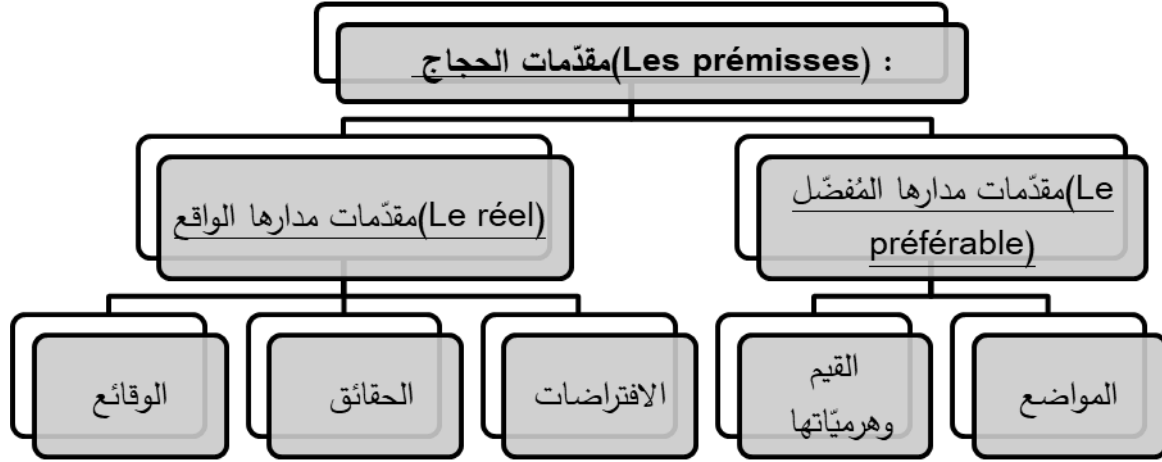 مقدّمات الحجاج (Les prémisses) :
مقدّمات مدارها المُفضّل (Le
préférable)
مقدّمات مدارها الواقع (Le réel)
المواضع
القيم
وهرميّاتها
الافتراضات
الحقائق
الوقائع